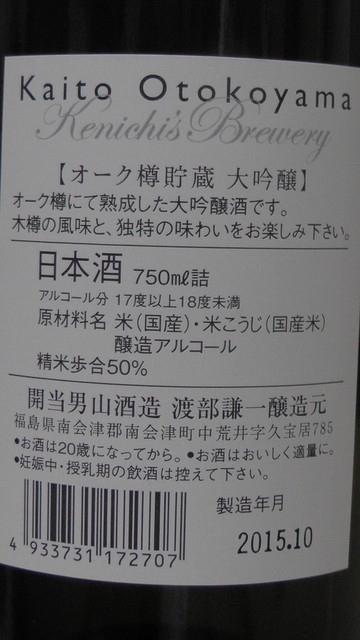 Kaito Otokoyama
Kenichi's Brewery
【オーク樽貯蔵 大吟醸】
オーク樽にて熟成した大吟醸酒です。
木樽の風味と、独特の味わいをお楽しみ下さい。
日本酒 750mℓ詰
アルコール分 17度以上18度未満
原材料名 米(国産)・米こうじ(国産米)
醸造アルコール
精米歩合50%
開当男山酒造 渡部謙一醸造元
福島県南会津郡南会津町中荒井字久宝居785
●お酒は20歳になってから。●お酒はおいしく適量に。
●妊娠中・授乳期の飲酒は控えて下さい。
製造年月
2015.10
4 933731 172707